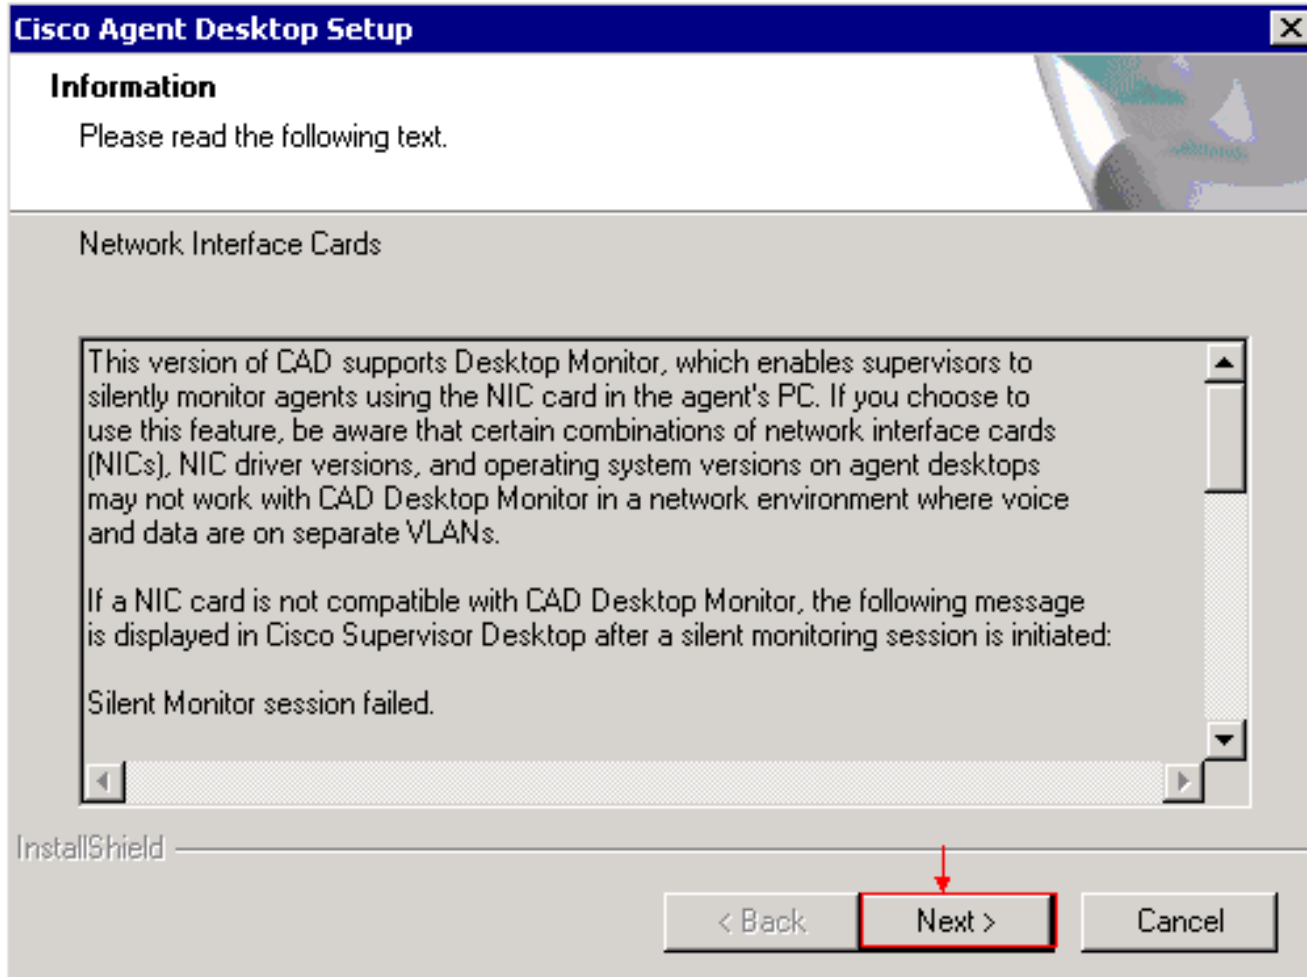 Cisco Agent Desktop Setup
Information
Please read the following text.
Network Interface Cards
This version of CAD supports Desktop Monitor, which enables supervisors to
silently monitor agents using the NIC card in the agent's PC. If you choose to
use this feature, be aware that certain combinations of network interface cards
(NICs), NIC driver versions, and operating system versions on agent desktops
may not work with CAD Desktop Monitor in a network environment where voice
and data are on separate VLANs.
If a NIC card is not compatible with CAD Desktop Monitor, the following message
is displayed in Cisco Supervisor Desktop after a silent monitoring session is initiated:
Silent Monitor session failed.
InstallShield
< Back
Next >
Cancel